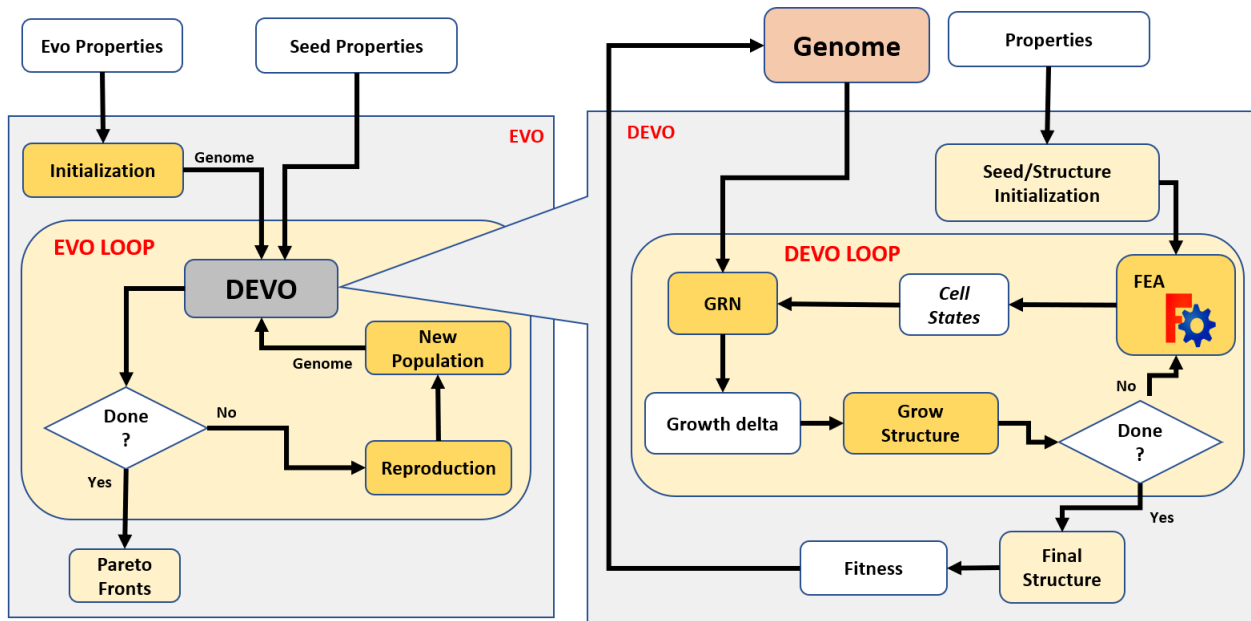 Evo Properties
Seed Properties
EVO
Initialization
Genome
EVO LOOP
DEVO
New
Population
Genome
Done
?
No
Reproduction
Yes
Pareto
Fronts
Genome
Properties
DEVO
Seed/Structure
Initialization
DEVO LOOP
GRN
Cell
States
FEA
No
Growth delta
Grow
Structure
Done
?
Yes
Fitness
Final
Structure